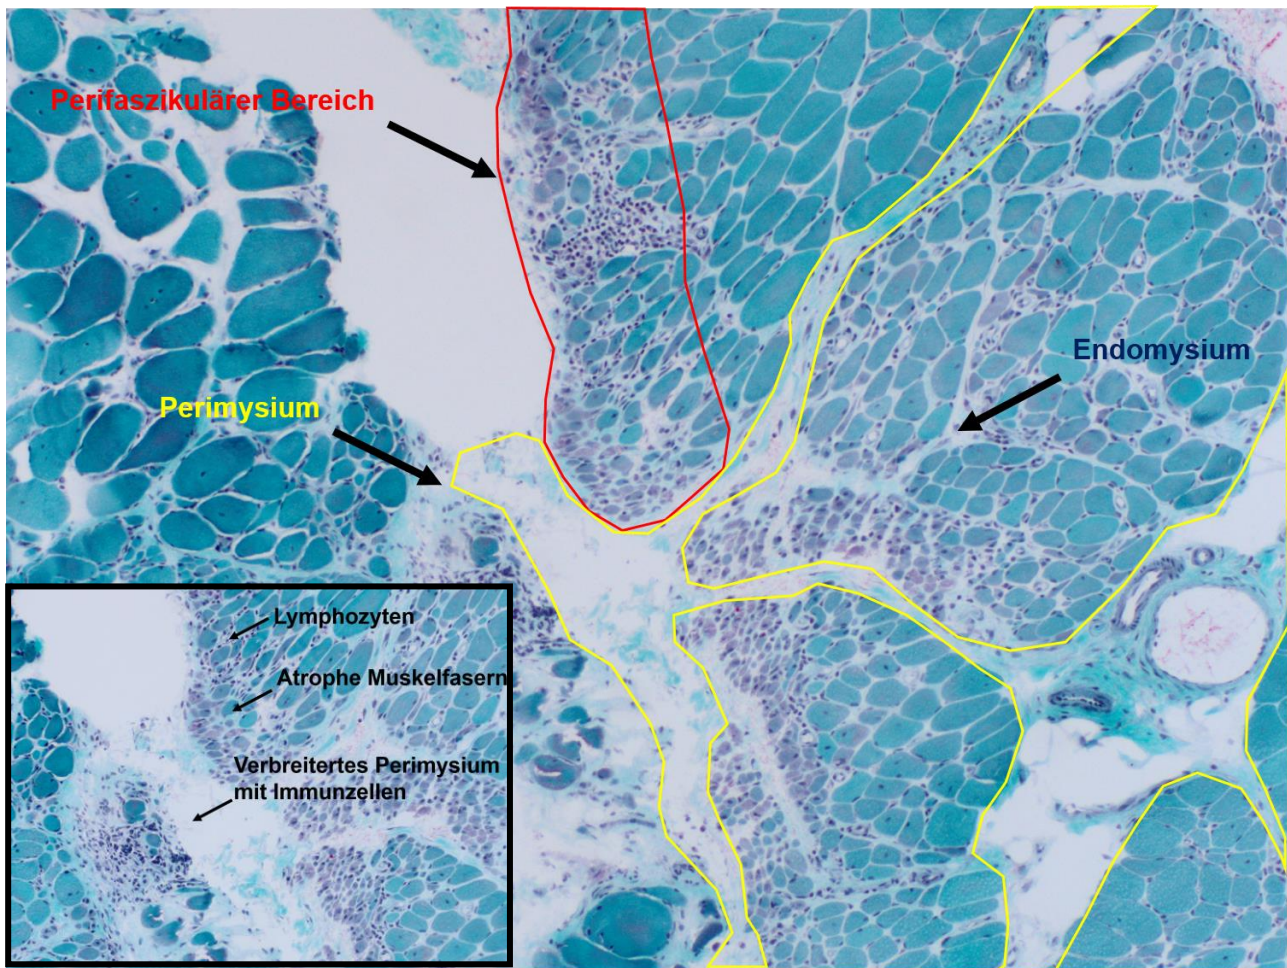 Perifaszikulärer Bereich
Endomysium
Perimysium
Lymphozyten
Atrophe Muskelfasern
Verbreitertes Perimysium
mit Immunzellen